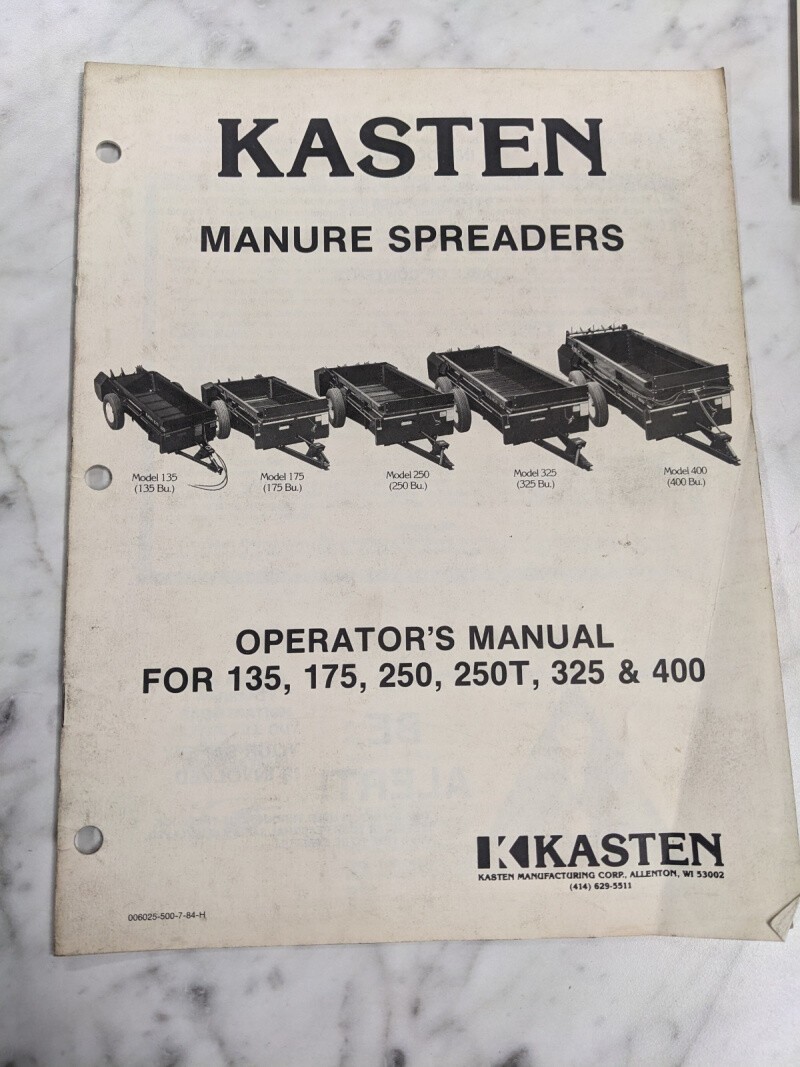 KASTEN
MANURE SPREADERS
Model 135
(135 Bu.)
Model 175
(175 Bu.)
Model 250
(250 Bu.)
Model 325
(325 Bu.)
Model 400
(400 Bu.)
OPERATOR'S MANUAL
FOR 135, 175, 250, 250T, 325 & 400
KASTEN
KASTEN MANUFACTURING CORP., ALLENTON, WI 53002
(414) 629-5511
006025-500-7-84-H